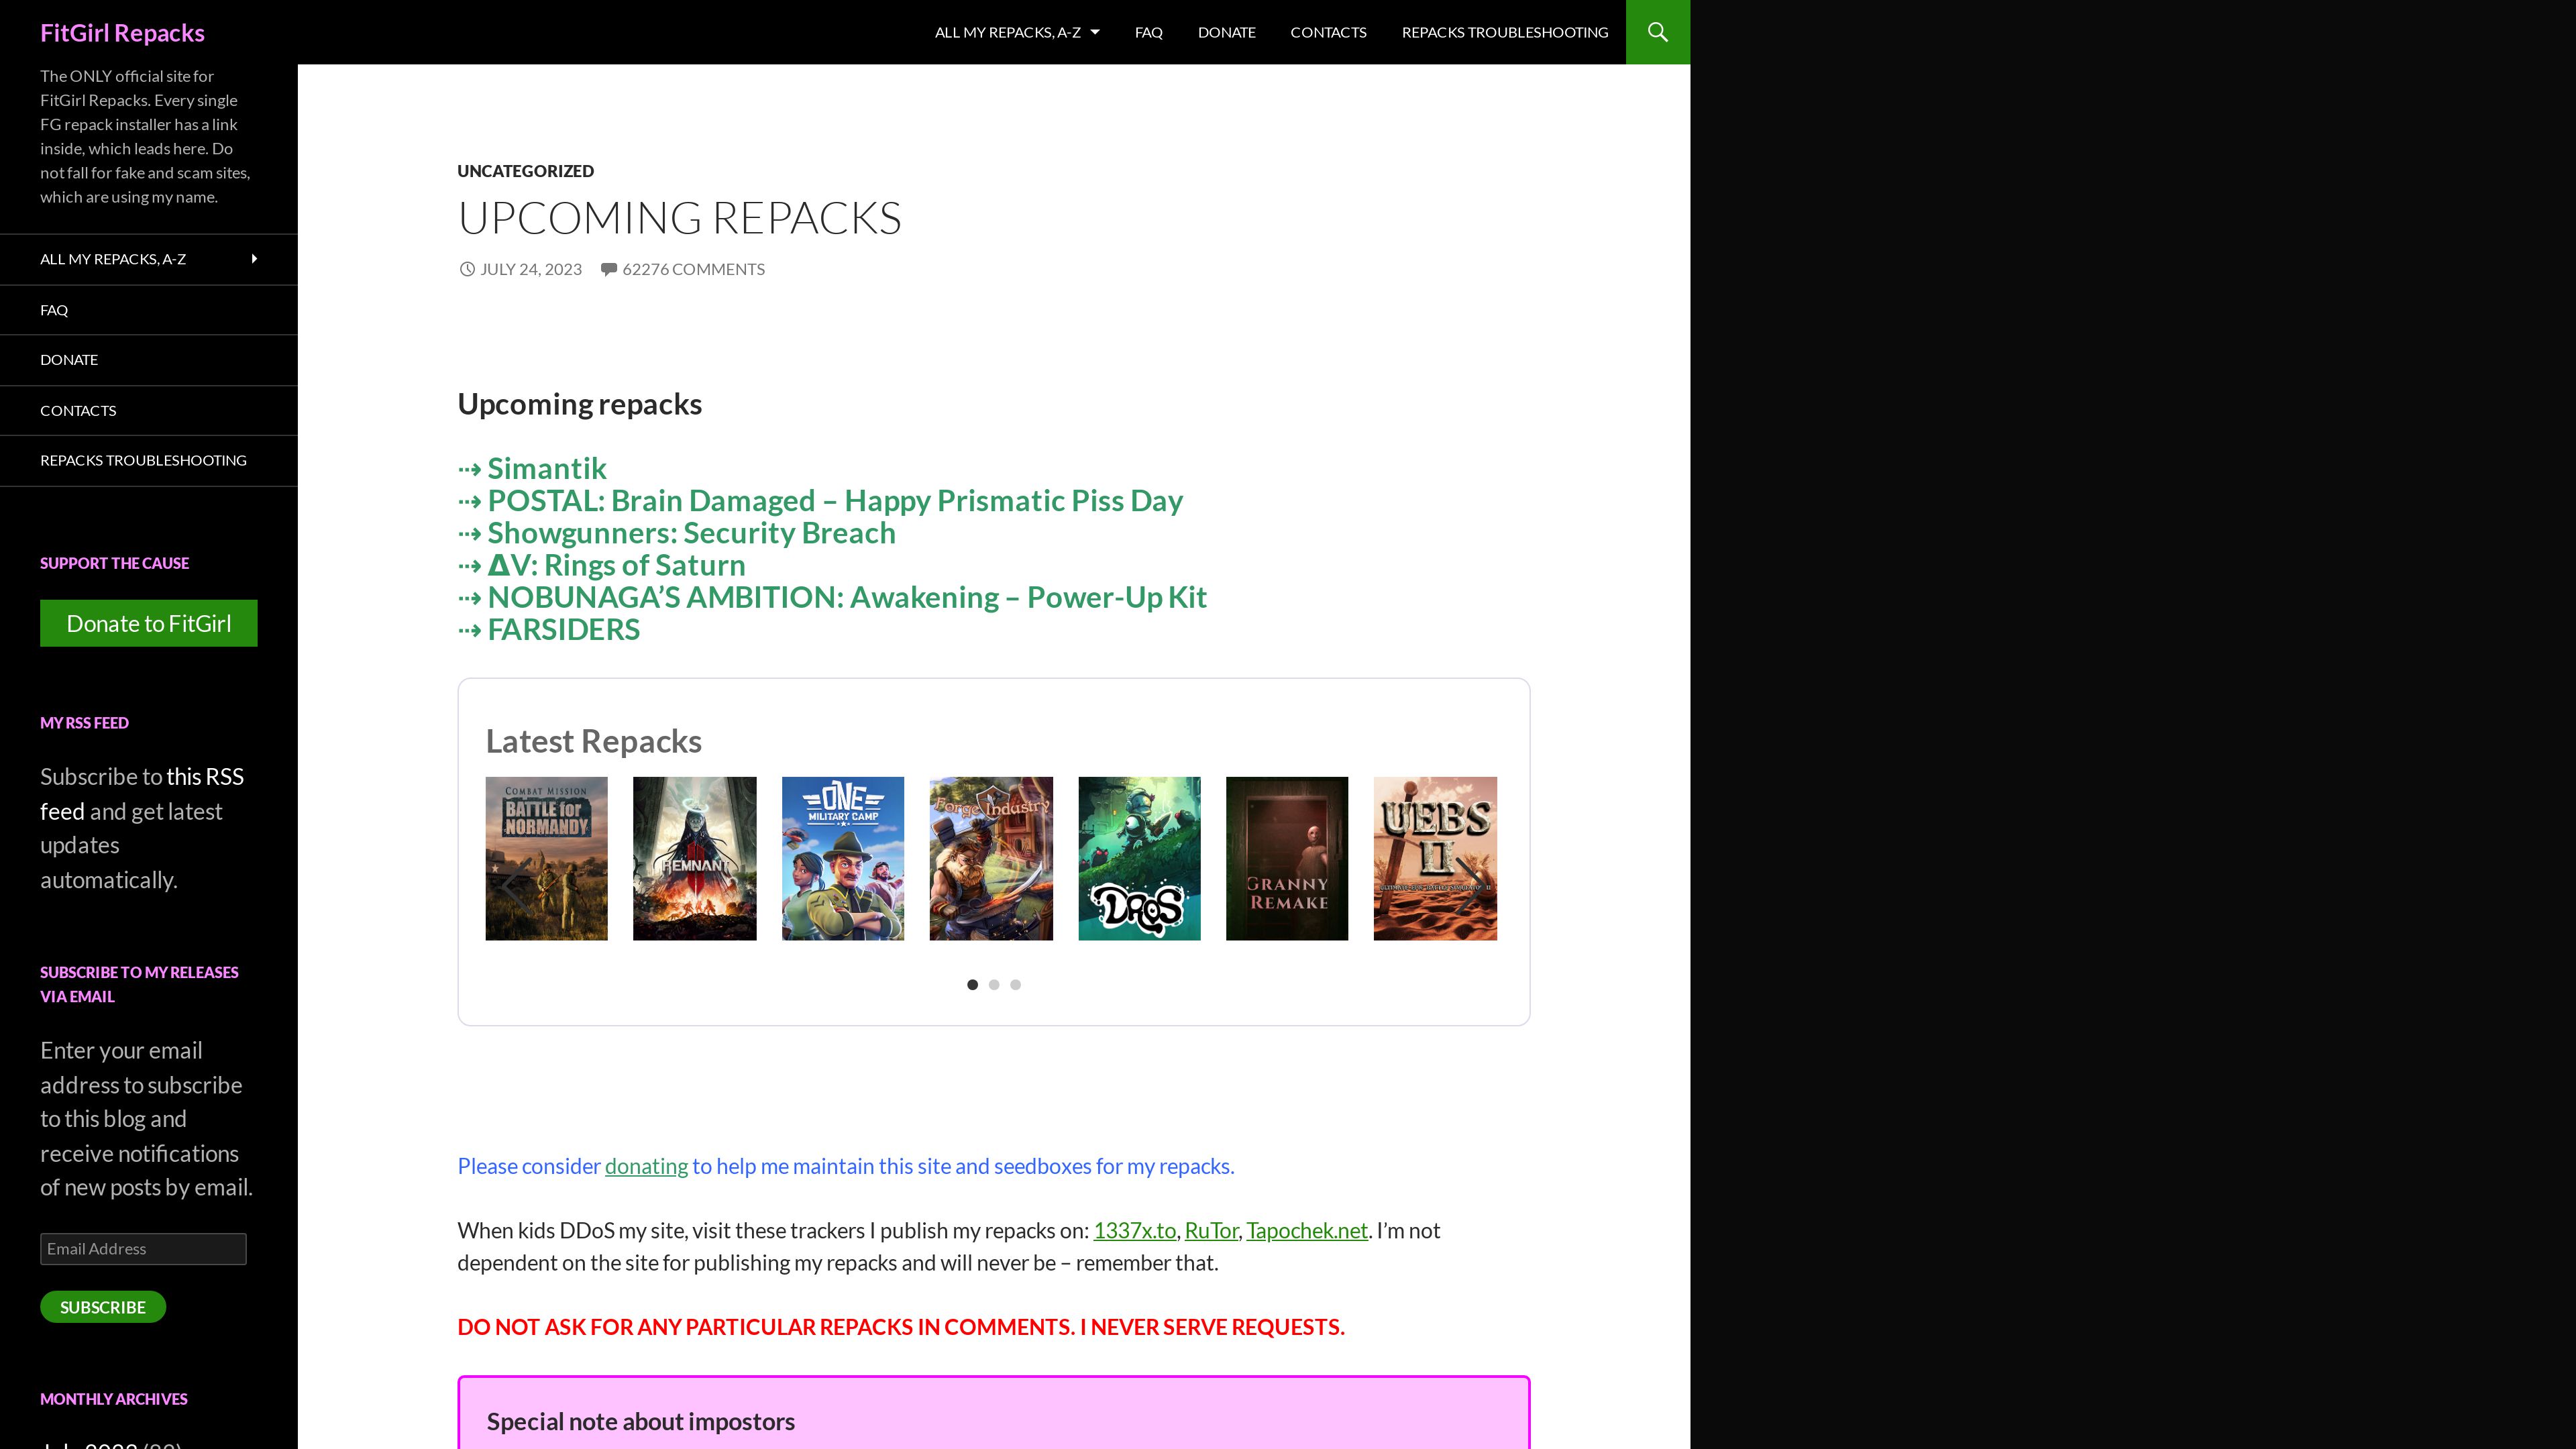 FitGirl Repacks
ALL MY REPACKS, A-Z
FAQ
DONATE
CONTACTS
REPACKS TROUBLESHOOTING
The ONLY official site for
FitGirl Repacks. Every single
FG repack installer has a link
inside, which leads here. Do
not fall for fake and scam sites,
which are using my name.
ALL MY REPACKS, A-Z
FAQ
DONATE
CONTACTS
REPACKS TROUBLESHOOTING
SUPPORT THE CAUSE
Donate to FitGirl
MY RSS FEED
Subscribe to this RSS
feed and get latest
updates
automatically.
SUBSCRIBE TO MY RELEASES
VIA EMAIL
Enter your email
address to subscribe
to this blog and
receive notifications
of new posts by email.
Email Address
SUBSCRIBE
MONTHLY ARCHIVES
UNCATEGORIZED
UPCOMING REPACKS
JULY 24, 2023 62276 COMMENTS
Upcoming repacks
⇢ Simantik
⇢ POSTAL: Brain Damaged – Happy Prismatic Piss Day
⇢ Showgunners: Security Breach
⇢ ΔV: Rings of Saturn
⇢ NOBUNAGA’S AMBITION: Awakening – Power-Up Kit
⇢ FARSIDERS
Latest Repacks
COMBAT MISSION
BATTLE for
NORMANDY
REMNANT II
ONE
MILITARY CAMP
Forge Industry
DROS
GRANNY
REMAKE
UEBS
II
Please consider donating to help me maintain this site and seedboxes for my repacks.
When kids DDoS my site, visit these trackers I publish my repacks on: 1337x.to, RuTor, Tapochek.net. I’m not
dependent on the site for publishing my repacks and will never be – remember that.
DO NOT ASK FOR ANY PARTICULAR REPACKS IN COMMENTS. I NEVER SERVE REQUESTS.
Special note about impostors